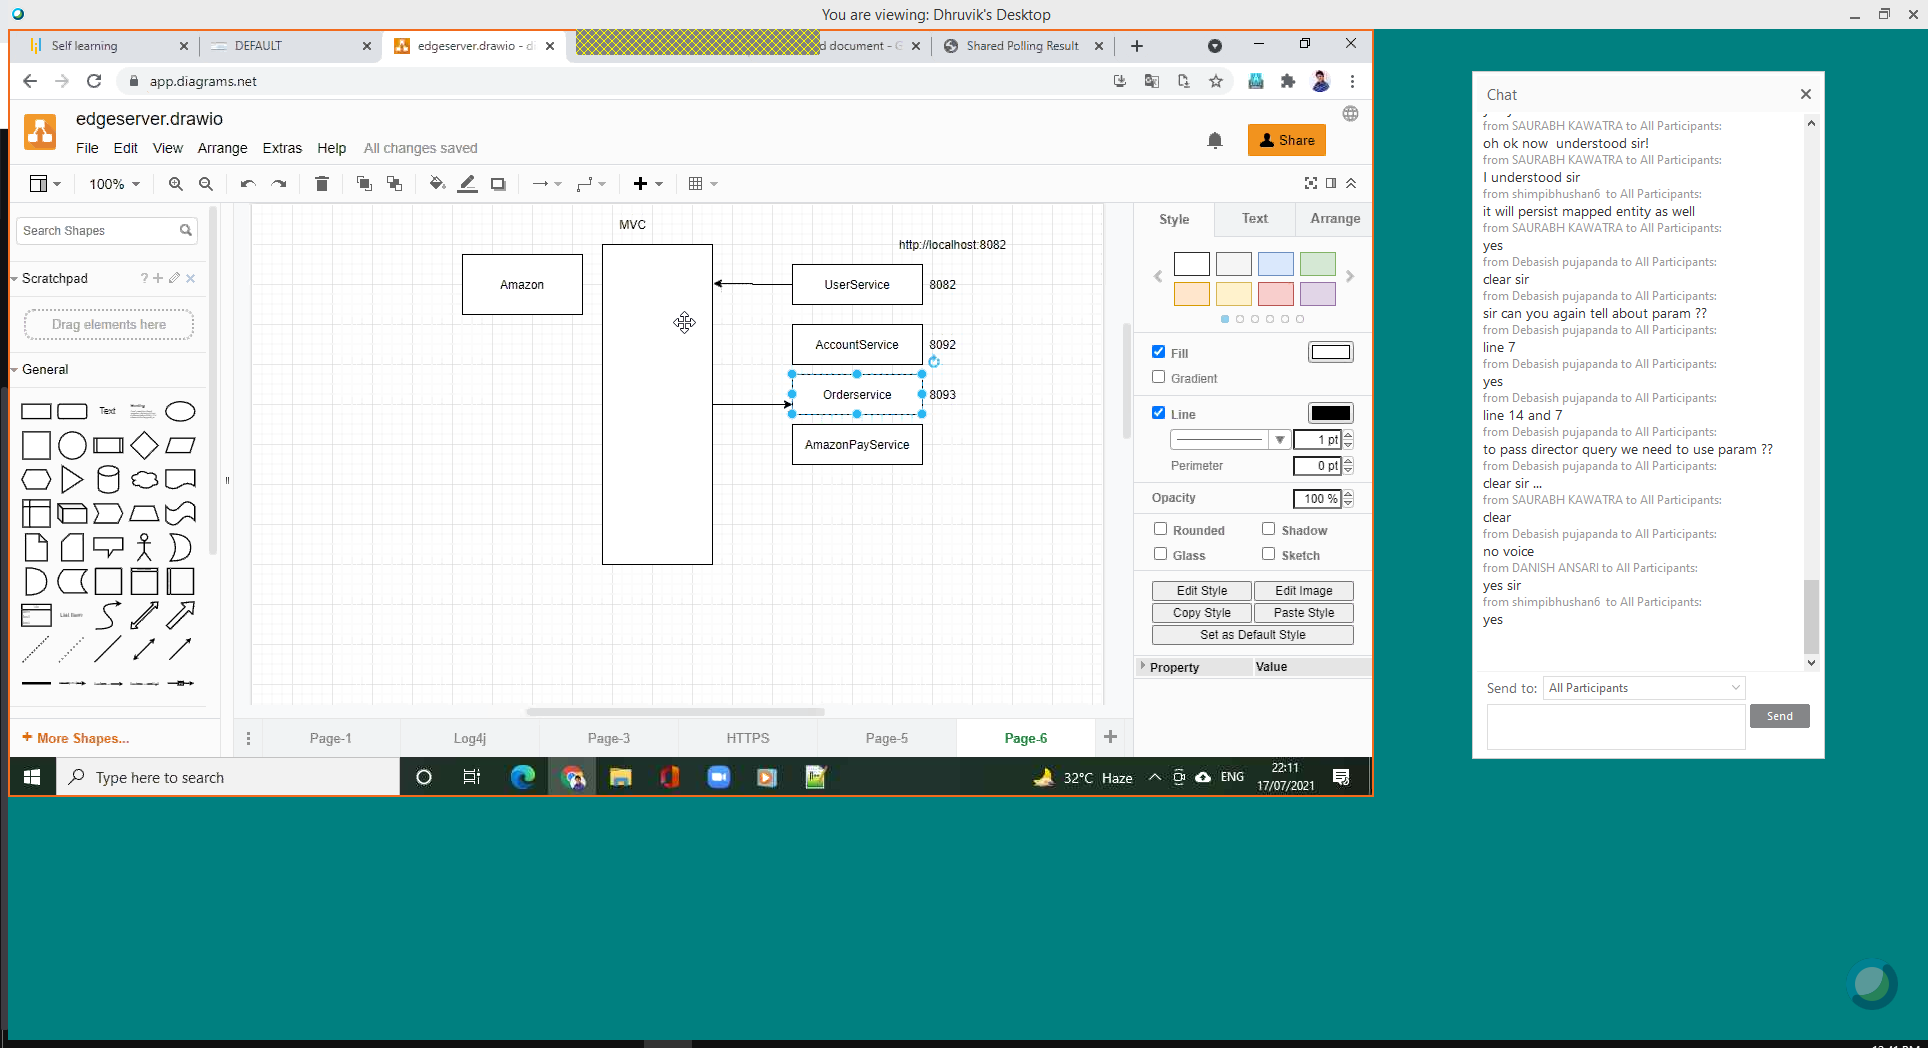 You are viewing: Dhruvik's Desktop
Self learning
DEFAULT
edgeserver.drawio - di
d document - G
Shared Polling Result
app.diagrams.net
edgeserver.drawio
File Edit View Arrange Extras Help All changes saved
Share
100%
Search Shapes
Scratchpad
Drag elements here
General
Text
Heading
List Item
+ More Shapes...
MVC
Amazon
http://localhost:8082
UserService 8082
AccountService 8092
Orderservice 8093
AmazonPayService
Style Text Arrange
Fill
Gradient
Line
1 pt
Perimeter 0 pt
Opacity 100 %
Rounded Shadow
Glass Sketch
Edit Style Edit Image
Copy Style Paste Style
Set as Default Style
Property Value
Page-1 Log4j Page-3 HTTPS Page-5 Page-6
Type here to search
32°C Haze
ENG
22:11
17/07/2021
Chat
from SAURABH KAWATRA to All Participants:
oh ok now understood sir!
from SAURABH KAWATRA to All Participants:
I understood sir
from shimpibhushan6 to All Participants:
it will persist mapped entity as well
from SAURABH KAWATRA to All Participants:
yes
from Debasish pujapanda to All Participants:
clear sir
from Debasish pujapanda to All Participants:
sir can you again tell about param ??
from Debasish pujapanda to All Participants:
line 7
from Debasish pujapanda to All Participants:
yes
from Debasish pujapanda to All Participants:
line 14 and 7
from Debasish pujapanda to All Participants:
to pass director query we need to use param ??
from Debasish pujapanda to All Participants:
clear sir ...
from SAURABH KAWATRA to All Participants:
clear
from Debasish pujapanda to All Participants:
no voice
from DANISH ANSARI to All Participants:
yes sir
from shimpibhushan6 to All Participants:
yes
Send to: All Participants
Send